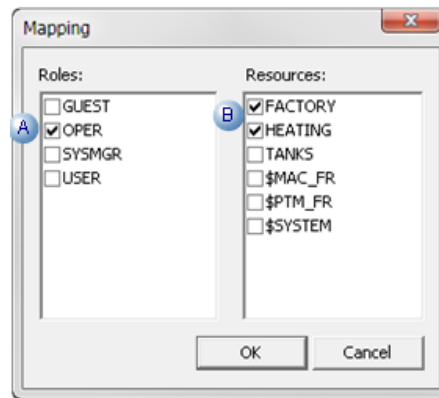 Mapping
Roles:
GUEST
A
OPER
SYSMGR
USER
Resources:
B
FACTORY
HEATING
TANKS
$MAC_FR
$PTM_FR
$SYSTEM
OK
Cancel